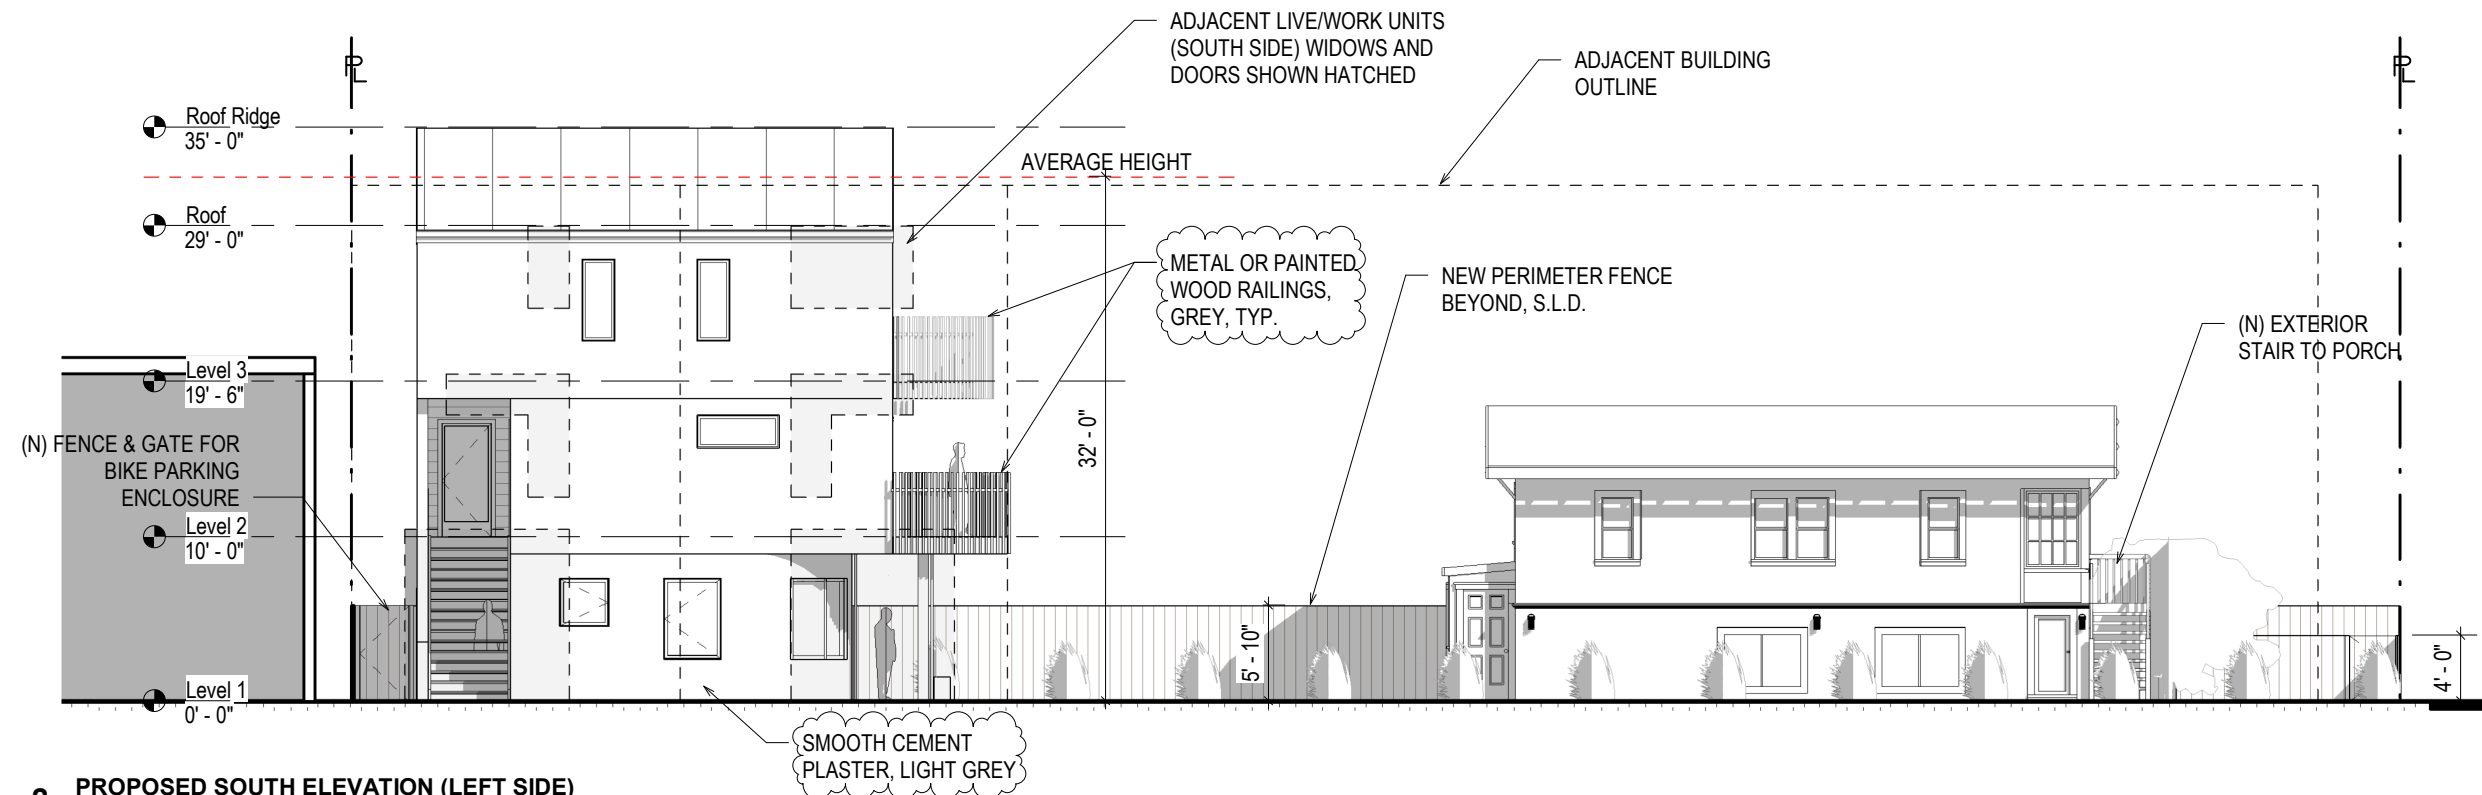 ADJACENT LIVE/WORK UNITS
(SOUTH SIDE) WIDOWS AND
DOORS SHOWN HATCHED
ADJACENT BUILDING
OUTLINE
PL
PL
Roof Ridge
35' - 0"
AVERAGE HEIGHT
Roof
29' - 0"
METAL OR PAINTED
WOOD RAILINGS,
GREY, TYP.
NEW PERIMETER FENCE
BEYOND, S.L.D.
(N) EXTERIOR
STAIR TO PORCH
Level 3
19' - 6"
32' - 0"
(N) FENCE & GATE FOR
BIKE PARKING
ENCLOSURE
Level 2
10' - 0"
5' - 10"
4' - 0"
Level 1
0' - 0"
SMOOTH CEMENT
PLASTER, LIGHT GREY
PROPOSED SOUTH ELEVATION (LEFT SIDE)